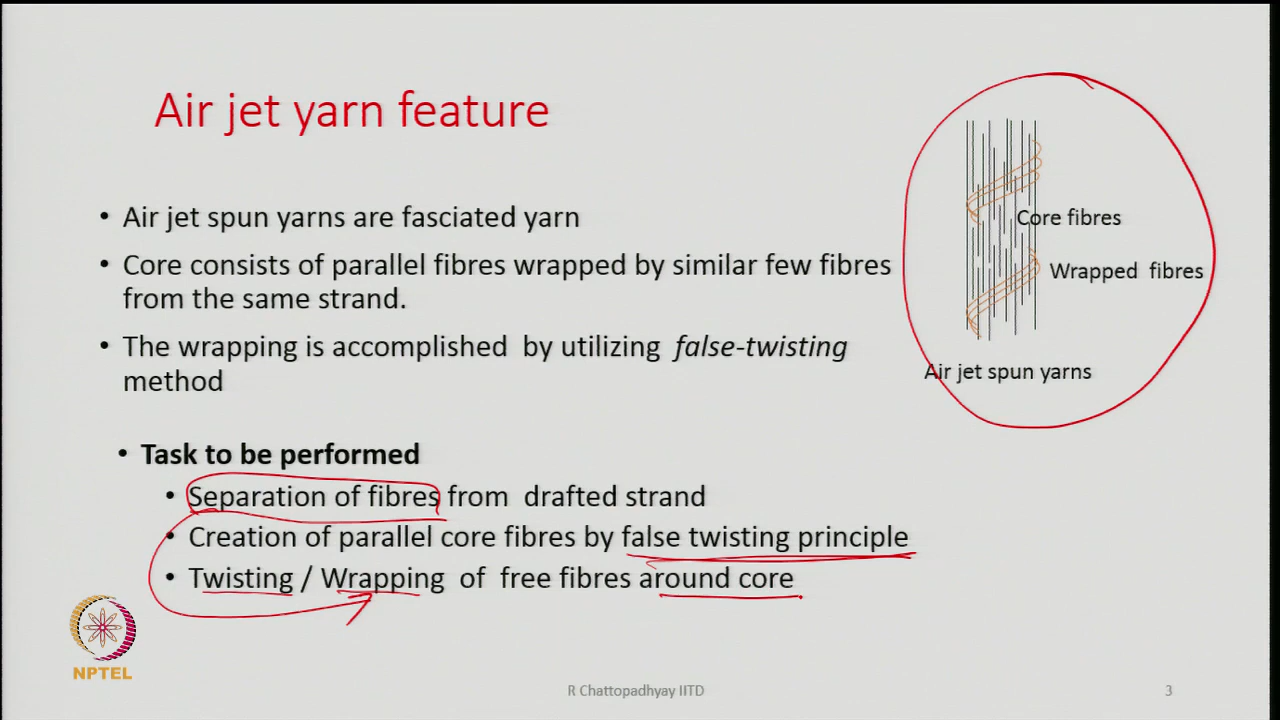 Air jet yarn feature
• Air jet spun yarns are fasciated yarn
• Core consists of parallel fibres wrapped by similar few fibres
from the same strand.
• The wrapping is accomplished by utilizing false-twisting
method
Core fibres
Wrapped fibres
Air jet spun yarns
• Task to be performed
• Separation of fibres from drafted strand
• Creation of parallel core fibres by false twisting principle
• Twisting / Wrapping of free fibres around core
NPTEL
R Chattopadhyay IITD
3